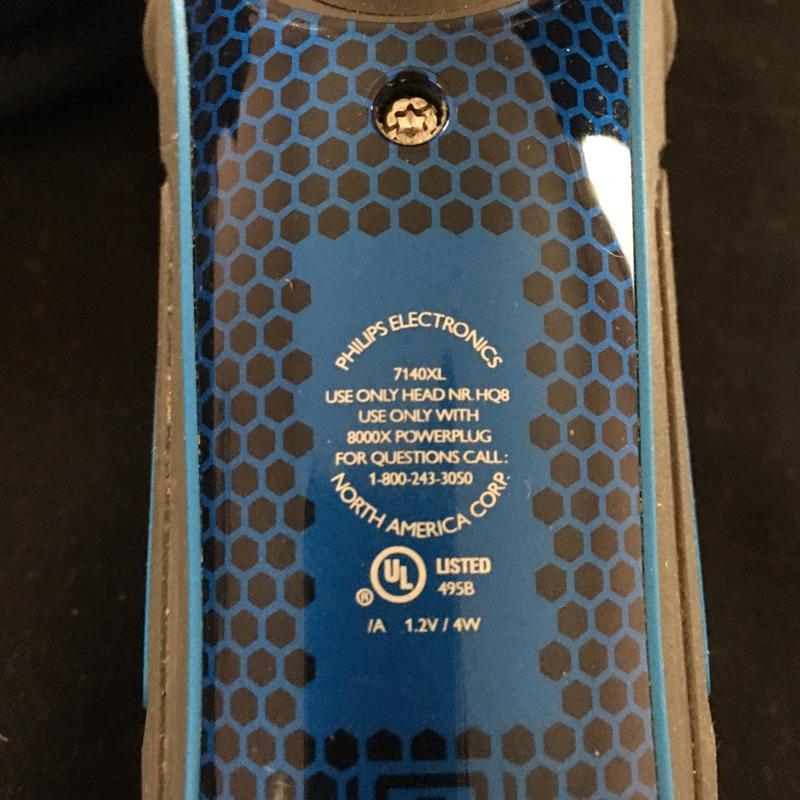 PHILIPS ELECTRONICS
7140XL
USE ONLY HEAD NR. HQ8
USE ONLY WITH
8000X POWERPLUG
FOR QUESTIONS CALL:
1-800-243-3050
NORTH AMERICA CORP.
UL LISTED
® 495B
/A 1.2V / 4W